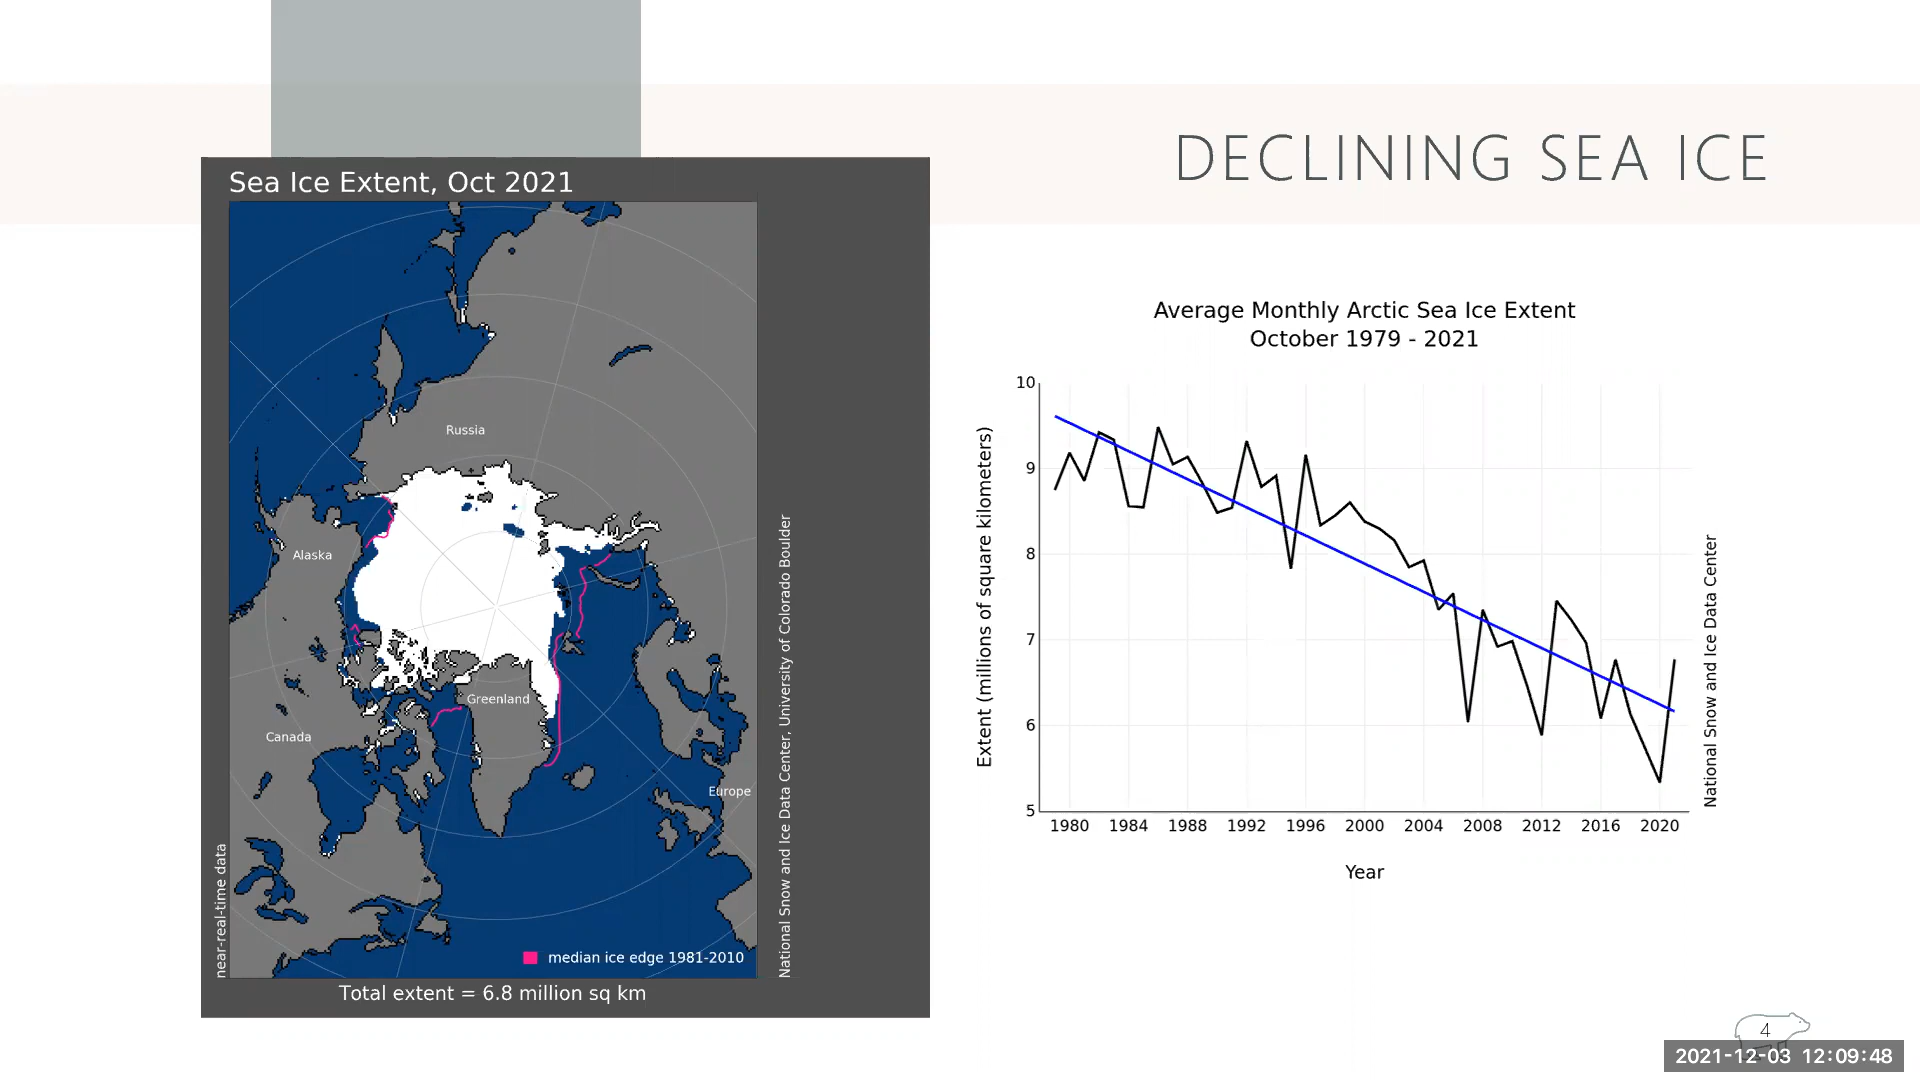 DECLINING SEA ICE
Sea Ice Extent, Oct 2021
Russia
Alaska
Greenland
Canada
Europe
near-real-time data
median ice edge 1981-2010
National Snow and Ice Data Center, University of Colorado Boulder
Total extent = 6.8 million sq km
Average Monthly Arctic Sea Ice Extent
October 1979 - 2021
Extent (millions of square kilometers)
10
9
8
7
6
5
1980 1984 1988 1992 1996 2000 2004 2008 2012 2016 2020
Year
National Snow and Ice Data Center
4
2021-12-03 12:09:48